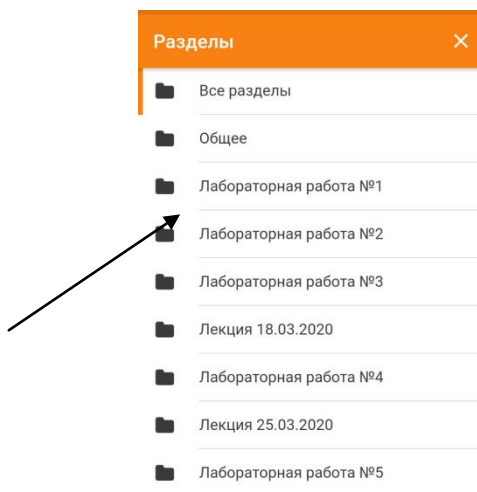 Разделы
Все разделы
Общее
Лабораторная работа №1
Лабораторная работа №2
Лабораторная работа №3
Лекция 18.03.2020
Лабораторная работа №4
Лекция 25.03.2020
Лабораторная работа №5